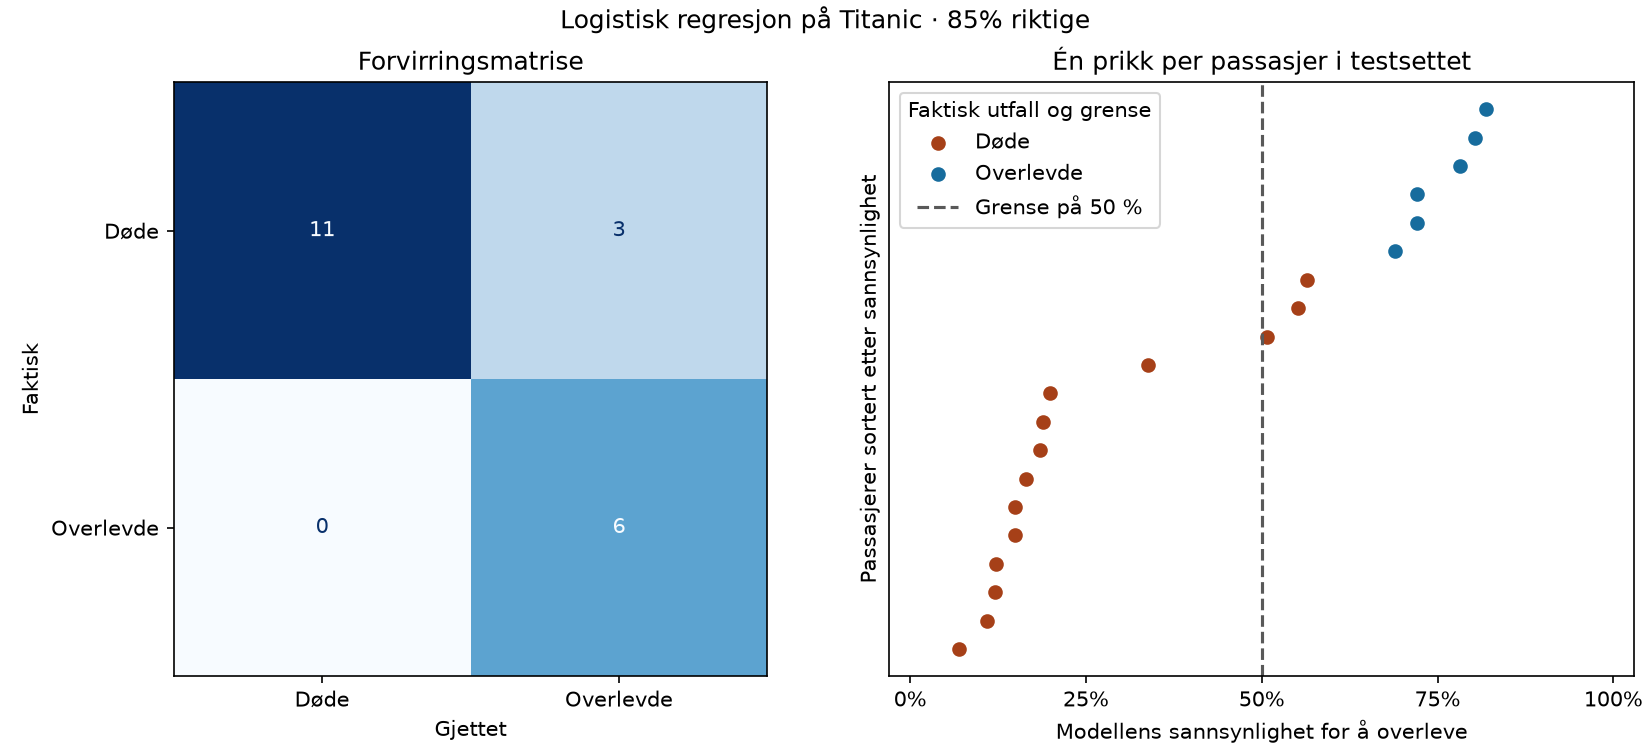 Logistisk regresjon på Titanic · 85% riktige
Forvirringsmatrise
Faktisk
Døde
Overlevde
11
3
0
6
Døde
Overlevde
Gjettet
Én prikk per passasjer i testsettet
Passasjerer sortert etter sannsynlighet
Faktisk utfall og grense
Døde
Overlevde
Grense på 50 %
0%
25%
50%
75%
100%
Modellens sannsynlighet for å overleve